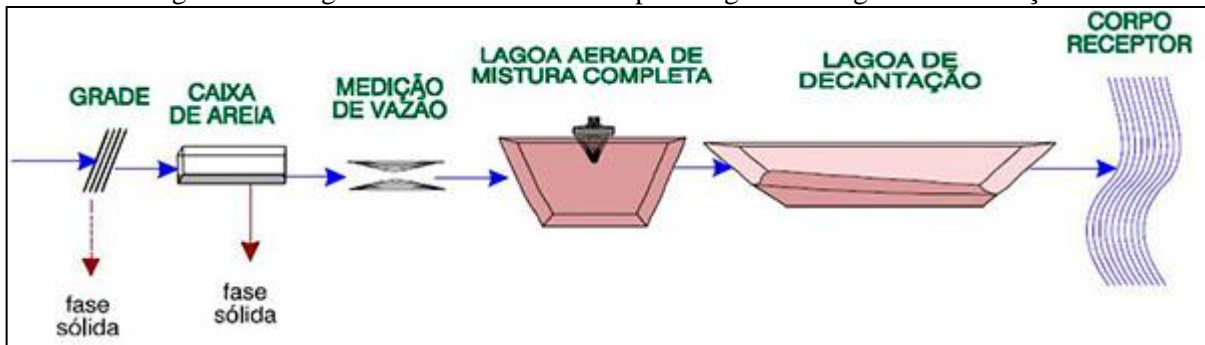 GRADE
CAIXA
DE AREIA
MEDIÇÃO
DE VAZÃO
LAGOA AERADA DE
MISTURA COMPLETA
LAGOA DE
DECANTAÇÃO
CORPO
RECEPTOR
fase
sólida
fase
sólida